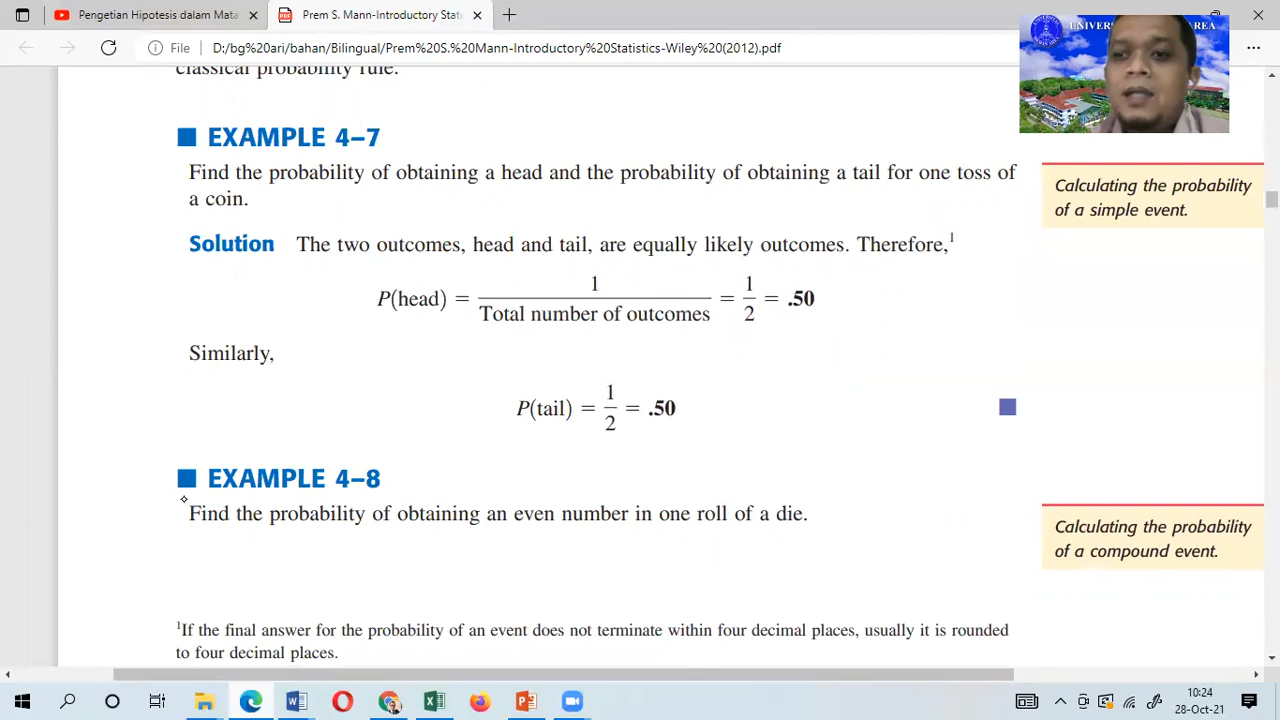 Pengetian Hipotesis dalam Mata
Prem S. Mann-Introductory Stat
File
D:/bg%20ari/bahan/Bilingual/Prem%20S.%20Mann-Introductory%20Statistics-Wiley%20(2012).pdf
UNIVERS
REA
classical probability rule.
EXAMPLE 4–7
Find the probability of obtaining a head and the probability of obtaining a tail for one toss of
a coin.
Calculating the probability
of a simple event.
Solution The two outcomes, head and tail, are equally likely outcomes. Therefore,1
P(head) = 1 / Total number of outcomes = 1/2 = .50
Similarly,
P(tail) = 1/2 = .50
EXAMPLE 4–8
Find the probability of obtaining an even number in one roll of a die.
Calculating the probability
of a compound event.
1If the final answer for the probability of an event does not terminate within four decimal places, usually it is rounded
to four decimal places.
10:24
28-Oct-21